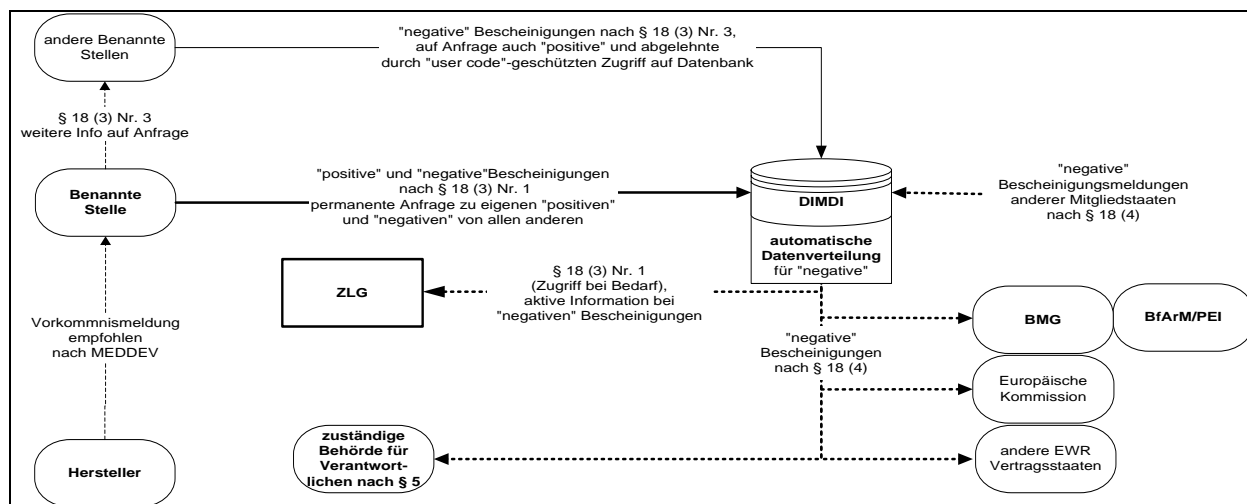 andere Benannte
Stellen
"negative" Bescheinigungen nach § 18 (3) Nr. 3,
auf Anfrage auch "positive" und abgelehnte
durch "user code"-geschützten Zugriff auf Datenbank
§ 18 (3) Nr. 3
weitere Info auf Anfrage
Benannte
Stelle
"positive" und "negative"Bescheinigungen
nach § 18 (3) Nr. 1
permanente Anfrage zu eigenen "positiven"
und "negativen" von allen anderen
DIMDI
automatische
Datenverteilung
für "negative"
"negative"
Bescheinigungsmeldungen
anderer Mitgliedstaaten
nach § 18 (4)
ZLG
§ 18 (3) Nr. 1
(Zugriff bei Bedarf),
aktive Information bei
"negativen" Bescheinigungen
Vorkommnismeldung
empfohlen
nach MEDDEV
"negative"
Bescheinigungen
nach § 18 (4)
BMG
BfArM/PEI
Europäische
Kommission
Hersteller
zuständige
Behörde für
Verantwort-
lichen nach § 5
andere EWR
Vertragsstaaten